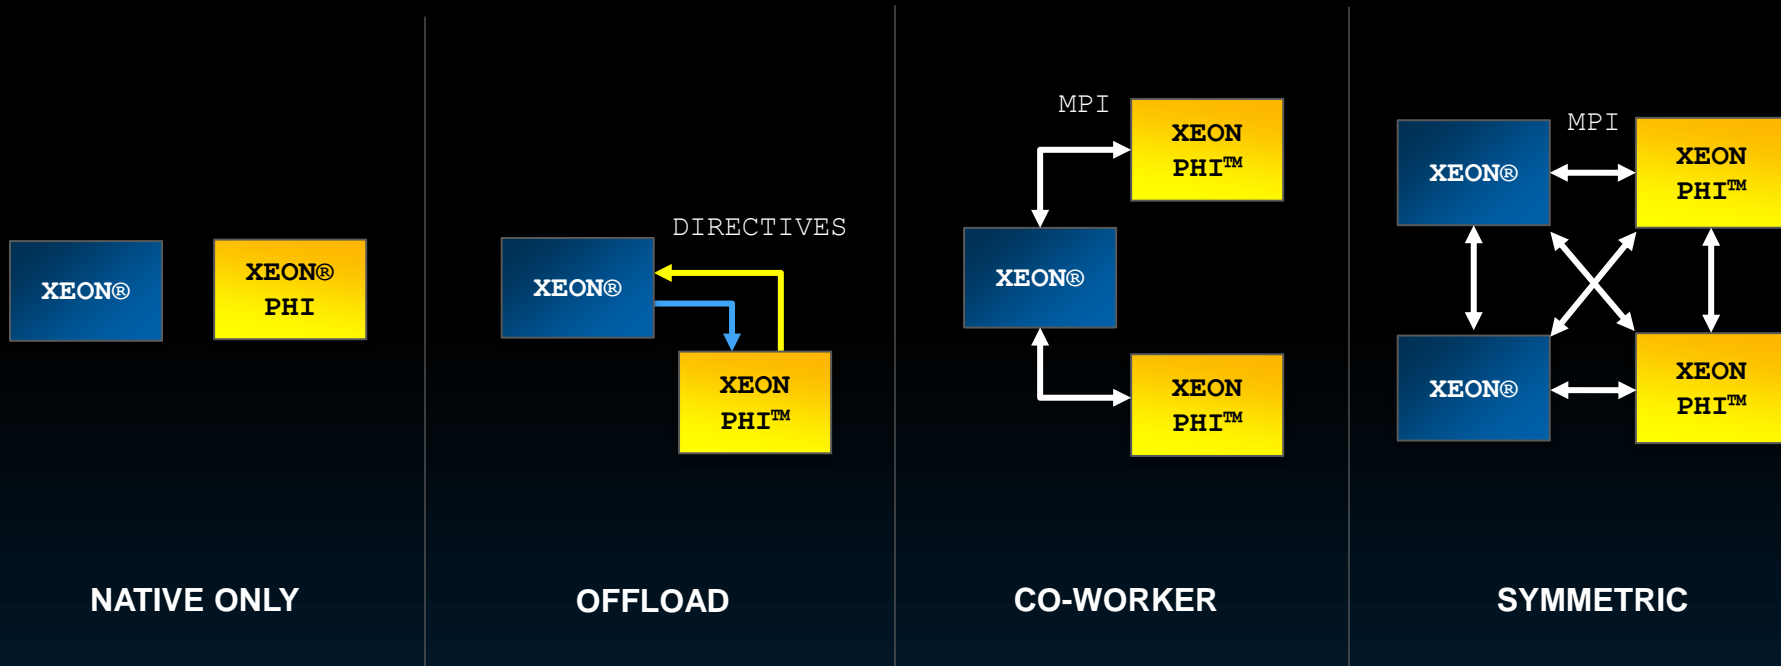 XEON®
XEON®
PHI
NATIVE ONLY
DIRECTIVES
XEON®
XEON
PHI™
OFFLOAD
MPI
XEON
PHI™
XEON®
XEON
PHI™
CO-WORKER
MPI
XEON®
XEON
PHI™
XEON®
XEON
PHI™
SYMMETRIC